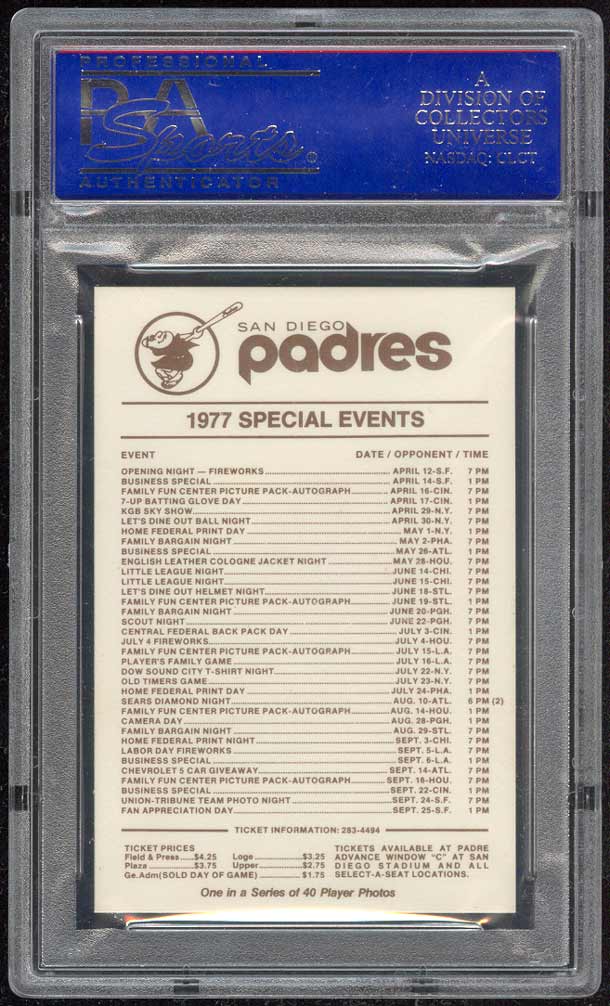 PROFESSIONAL
PSA
Sports®
AUTHENTICATOR
A
DIVISION OF
COLLECTORS
UNIVERSE
NASDAQ: CLCT
SAN DIEGO
padres
1977 SPECIAL EVENTS
EVENT DATE / OPPONENT / TIME
OPENING NIGHT — FIREWORKS APRIL 12-S.F. 7 PM
BUSINESS SPECIAL APRIL 14-S.F. 1 PM
FAMILY FUN CENTER PICTURE PACK-AUTOGRAPH APRIL 16-CIN. 7 PM
7-UP BATTING GLOVE DAY APRIL 17-CIN. 1 PM
KGB SKY SHOW APRIL 29-N.Y. 7 PM
LET'S DINE OUT BALL NIGHT APRIL 30-N.Y. 7 PM
HOME FEDERAL PRINT DAY MAY 1-N.Y. 1 PM
FAMILY BARGAIN NIGHT MAY 2-PHA. 7 PM
BUSINESS SPECIAL MAY 26-ATL. 1 PM
ENGLISH LEATHER COLOGNE JACKET NIGHT MAY 28-HOU. 7 PM
LITTLE LEAGUE NIGHT JUNE 14-CHI. 7 PM
LITTLE LEAGUE NIGHT JUNE 15-CHI. 7 PM
LET'S DINE OUT HELMET NIGHT JUNE 18-STL. 7 PM
FAMILY FUN CENTER PICTURE PACK-AUTOGRAPH JUNE 19-STL. 1 PM
FAMILY BARGAIN NIGHT JUNE 20-PGH. 7 PM
SCOUT NIGHT JUNE 22-PGH. 7 PM
CENTRAL FEDERAL BACK PACK DAY JULY 3-CIN. 1 PM
JULY 4 FIREWORKS JULY 4-HOU. 7 PM
FAMILY FUN CENTER PICTURE PACK-AUTOGRAPH JULY 15-L.A. 7 PM
PLAYER'S FAMILY GAME JULY 16-L.A. 7 PM
DOW SOUND CITY T-SHIRT NIGHT JULY 22-N.Y. 7 PM
OLD TIMERS GAME JULY 23-N.Y. 7 PM
HOME FEDERAL PRINT DAY JULY 24-PHA. 1 PM
SEARS DIAMOND NIGHT AUG. 10-ATL. 6 PM (2)
FAMILY FUN CENTER PICTURE PACK-AUTOGRAPH AUG. 14-HOU. 1 PM
CAMERA DAY AUG. 28-PGH. 1 PM
FAMILY BARGAIN NIGHT AUG. 29-STL. 7 PM
HOME FEDERAL PRINT NIGHT SEPT. 3-CHI. 7 PM
LABOR DAY FIREWORKS SEPT. 5-L.A. 7 PM
BUSINESS SPECIAL SEPT. 6-L.A. 1 PM
CHEVROLET 5 CAR GIVEAWAY SEPT. 14-ATL. 7 PM
FAMILY FUN CENTER PICTURE PACK-AUTOGRAPH SEPT. 16-HOU. 7 PM
BUSINESS SPECIAL SEPT. 22-CIN. 1 PM
UNION-TRIBUNE TEAM PHOTO NIGHT SEPT. 24-S.F. 7 PM
FAN APPRECIATION DAY SEPT. 25-S.F. 1 PM
TICKET INFORMATION: 283-4494
TICKET PRICES
Field & Press $4.25 Loge $3.25
Plaza $3.75 Upper $2.75
Ge.Adm(SOLD DAY OF GAME) $1.75
TICKETS AVAILABLE AT PADRE
ADVANCE WINDOW "C" AT SAN
DIEGO STADIUM AND ALL
SELECT-A-SEAT LOCATIONS.
One in a Series of 40 Player Photos